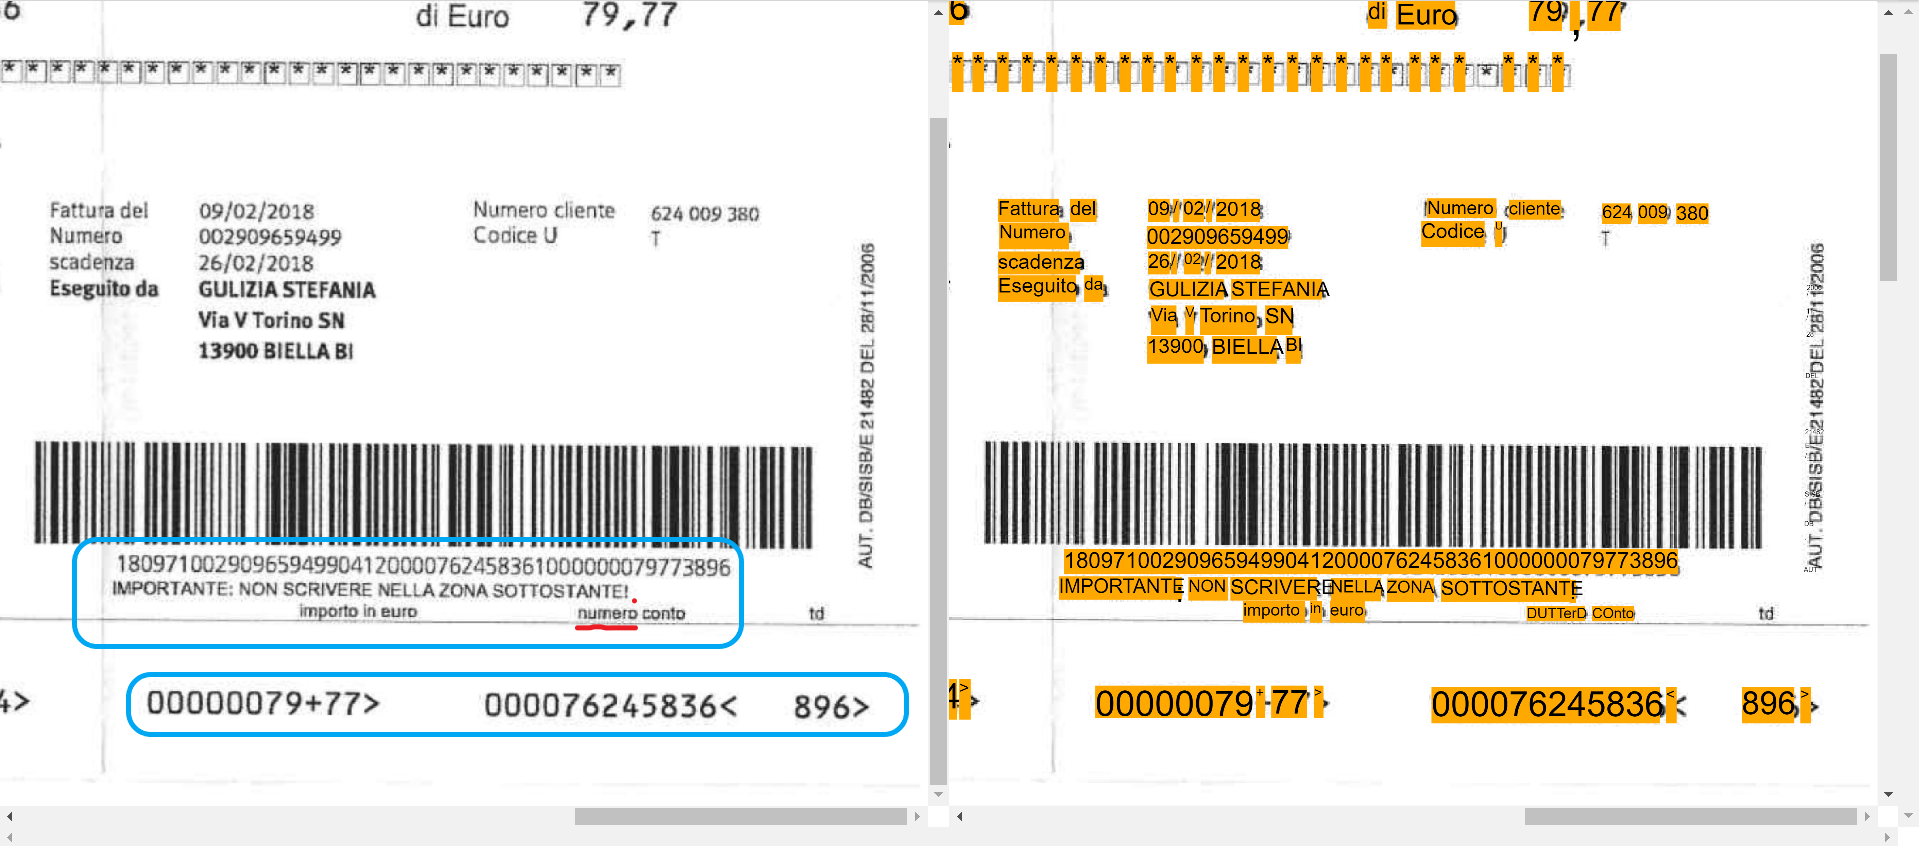 6
di Euro 79,77
**************************
Fattura del 09/02/2018 Numero cliente 624 009 380
Numero 002909659499 Codice U T
scadenza 26/02/2018
Eseguito da GULIZIA STEFANIA
Via V Torino SN
13900 BIELLA BI
AUT. DB/SISB/E 21482 DEL 28/11/2006
180971002909659499041200007624583610000000079773896
IMPORTANTE: NON SCRIVERE NELLA ZONA SOTTOSTANTE!
importo in euro numero conto td
4> 00000079+77> 000076245836< 896>
6
di Euro 79,77
**************************
Fattura del 09/02/2018 Numero cliente 624 009 380
Numero 002909659499 Codice U T
scadenza 26/02/2018
Eseguito da GULIZIA STEFANIA
Via V Torino SN
13900 BIELLA BI
AUT. DB/SISB/E 21482 DEL 28/11/2006
180971002909659499041200007624583610000000079773896
IMPORTANTE: NON SCRIVERE NELLA ZONA SOTTOSTANTE
importo in euro DUTTerD COnto td
4> 00000079+77> 000076245836< 896>